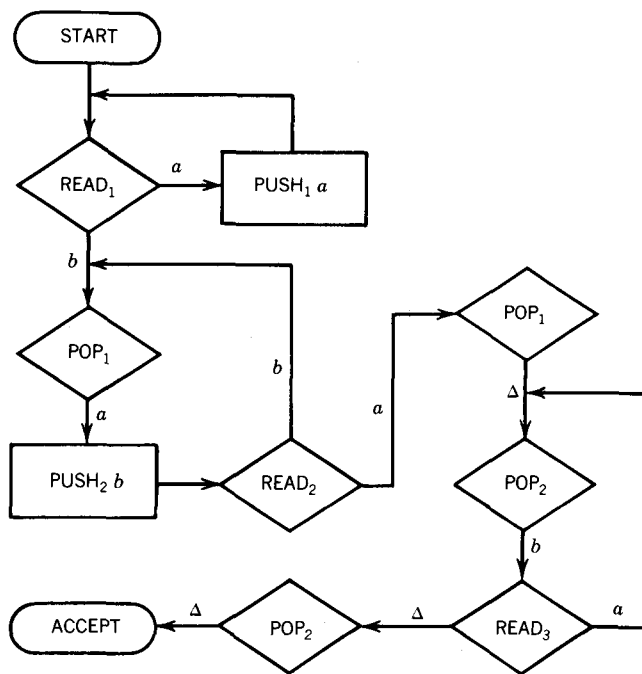 START
READ₁
a
PUSH₁ a
b
POP₁
a
PUSH₂ b
b
READ₂
a
POP₁
Δ
POP₂
b
READ₃
a
Δ
POP₂
Δ
ACCEPT